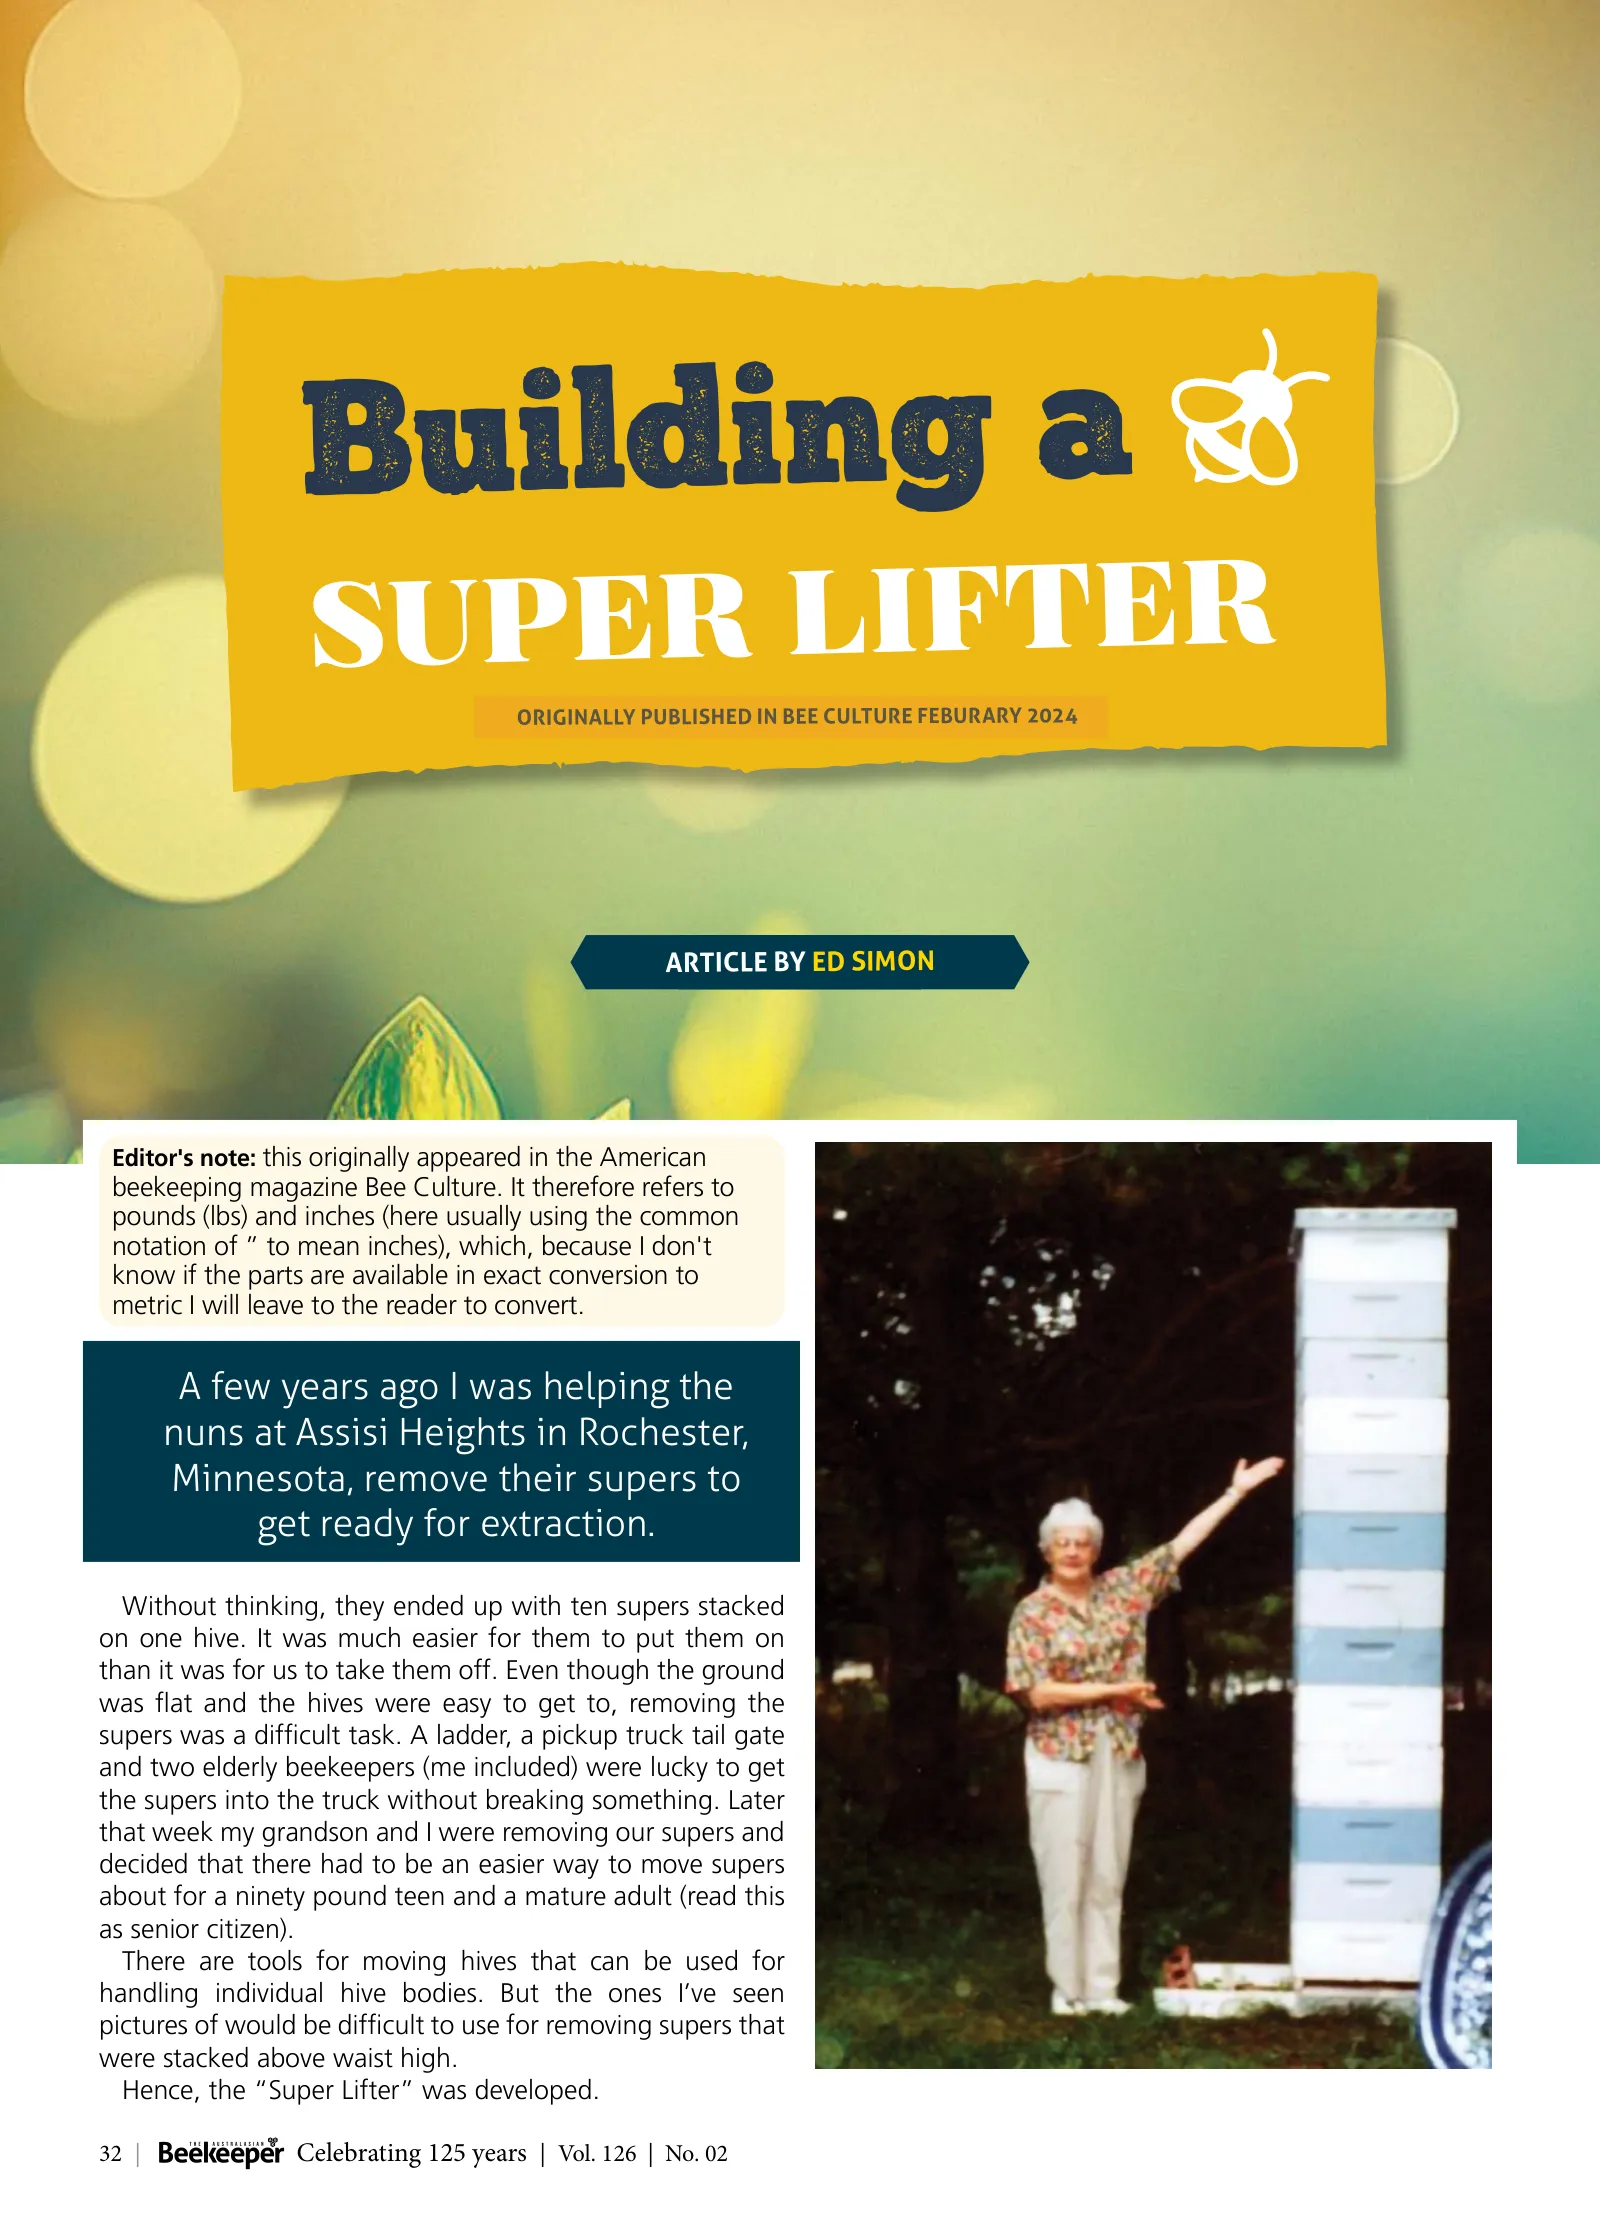 Building a
SUPER LIFTER
ORIGINALLY PUBLISHED IN BEE CULTURE FEBURARY 2024
ARTICLE BY ED SIMON
Editor's note: this originally appeared in the American
beekeeping magazine Bee Culture. It therefore refers to
pounds (lbs) and inches (here usually using the common
notation of ” to mean inches), which, because I don't
know if the parts are available in exact conversion to
metric I will leave to the reader to convert.
A few years ago I was helping the
nuns at Assisi Heights in Rochester,
Minnesota, remove their supers to
get ready for extraction.
Without thinking, they ended up with ten supers stacked
on one hive. It was much easier for them to put them on
than it was for us to take them off. Even though the ground
was flat and the hives were easy to get to, removing the
supers was a difficult task. A ladder, a pickup truck tail gate
and two elderly beekeepers (me included) were lucky to get
the supers into the truck without breaking something. Later
that week my grandson and I were removing our supers and
decided that there had to be an easier way to move supers
about for a ninety pound teen and a mature adult (read this
as senior citizen).
There are tools for moving hives that can be used for
handling individual hive bodies. But the ones I’ve seen
pictures of would be difficult to use for removing supers that
were stacked above waist high.
Hence, the “Super Lifter” was developed.
32 | THE AUSTRALASIAN Beekeeper Celebrating 125 years | Vol. 126 | No. 02